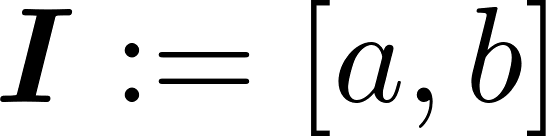 I := [a, b]